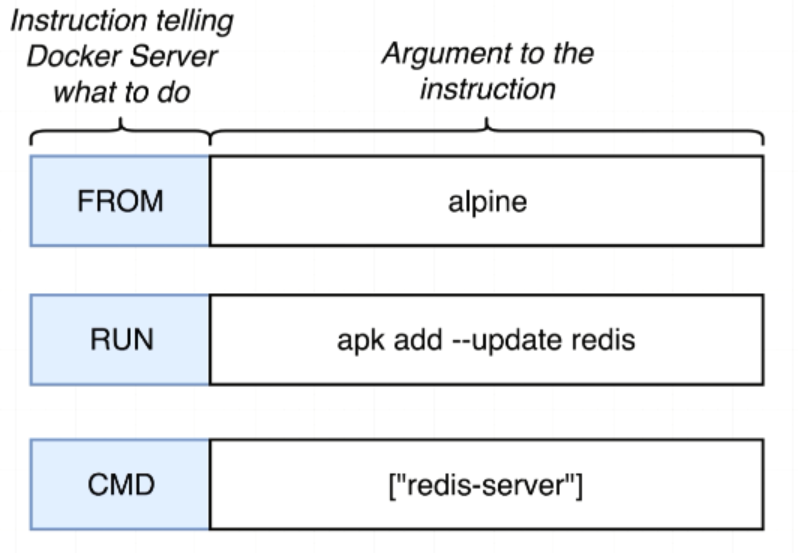 Instruction telling
Docker Server
what to do
Argument to the
instruction
FROM
alpine
RUN
apk add --update redis
CMD
["redis-server"]